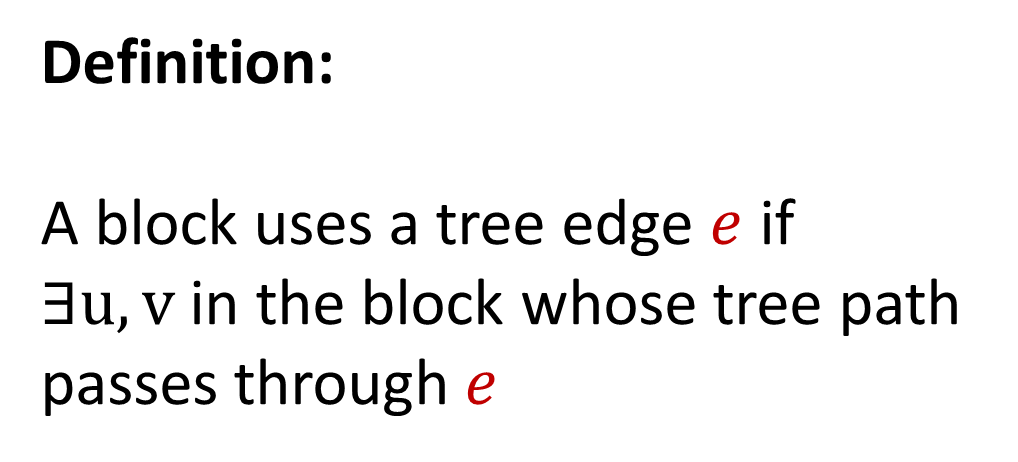 Definition:
A block uses a tree edge e if
∃u, v in the block whose tree path
passes through e